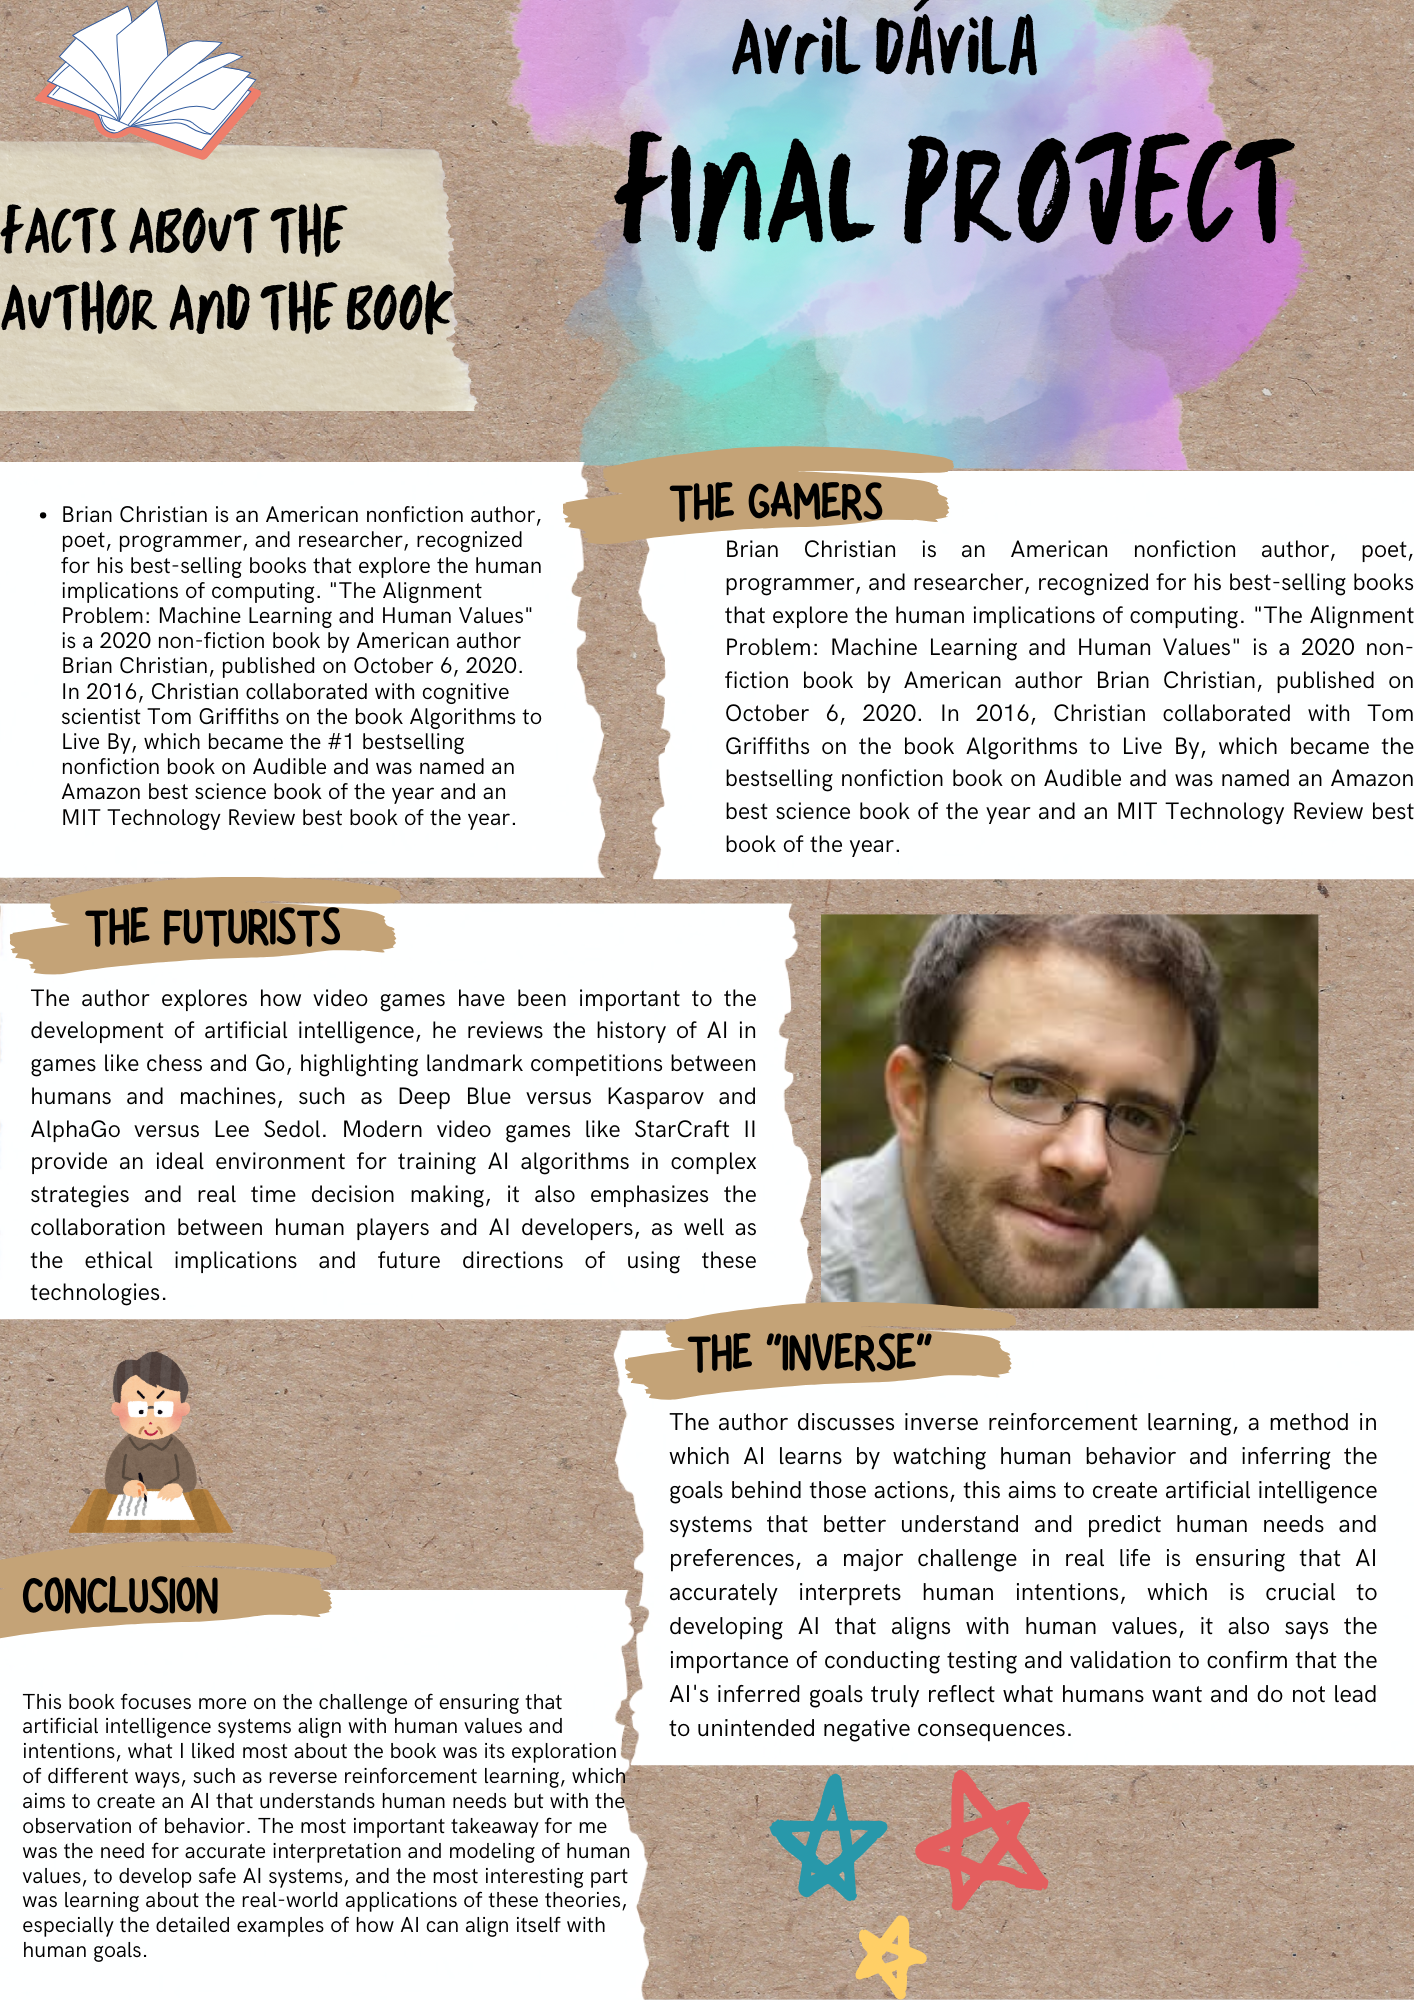 Avril Dávila
FINAL PROJECT
FACTS ABOUT THE
AUTHOR AND THE BOOK
• Brian Christian is an American nonfiction author,
poet, programmer, and researcher, recognized
for his best-selling books that explore the human
implications of computing. "The Alignment
Problem: Machine Learning and Human Values"
is a 2020 non-fiction book by American author
Brian Christian, published on October 6, 2020.
In 2016, Christian collaborated with cognitive
scientist Tom Griffiths on the book Algorithms to
Live By, which became the #1 bestselling
nonfiction book on Audible and was named an
Amazon best science book of the year and an
MIT Technology Review best book of the year.
THE GAMERS
Brian Christian is an American nonfiction author, poet,
programmer, and researcher, recognized for his best-selling books
that explore the human implications of computing. "The Alignment
Problem: Machine Learning and Human Values" is a 2020 non-
fiction book by American author Brian Christian, published on
October 6, 2020. In 2016, Christian collaborated with Tom
Griffiths on the book Algorithms to Live By, which became the
bestselling nonfiction book on Audible and was named an Amazon
best science book of the year and an MIT Technology Review best
book of the year.
THE FUTURISTS
The author explores how video games have been important to the
development of artificial intelligence, he reviews the history of AI in
games like chess and Go, highlighting landmark competitions between
humans and machines, such as Deep Blue versus Kasparov and
AlphaGo versus Lee Sedol. Modern video games like StarCraft II
provide an ideal environment for training AI algorithms in complex
strategies and real time decision making, it also emphasizes the
collaboration between human players and AI developers, as well as
the ethical implications and future directions of using these
technologies.
THE "INVERSE"
The author discusses inverse reinforcement learning, a method in
which AI learns by watching human behavior and inferring the
goals behind those actions, this aims to create artificial intelligence
systems that better understand and predict human needs and
preferences, a major challenge in real life is ensuring that AI
accurately interprets human intentions, which is crucial to
developing AI that aligns with human values, it also says the
importance of conducting testing and validation to confirm that the
AI's inferred goals truly reflect what humans want and do not lead
to unintended negative consequences.
CONCLUSION
This book focuses more on the challenge of ensuring that
artificial intelligence systems align with human values and
intentions, what I liked most about the book was its exploration
of different ways, such as reverse reinforcement learning, which
aims to create an AI that understands human needs but with the
observation of behavior. The most important takeaway for me
was the need for accurate interpretation and modeling of human
values, to develop safe AI systems, and the most interesting part
was learning about the real-world applications of these theories,
especially the detailed examples of how AI can align itself with
human goals.